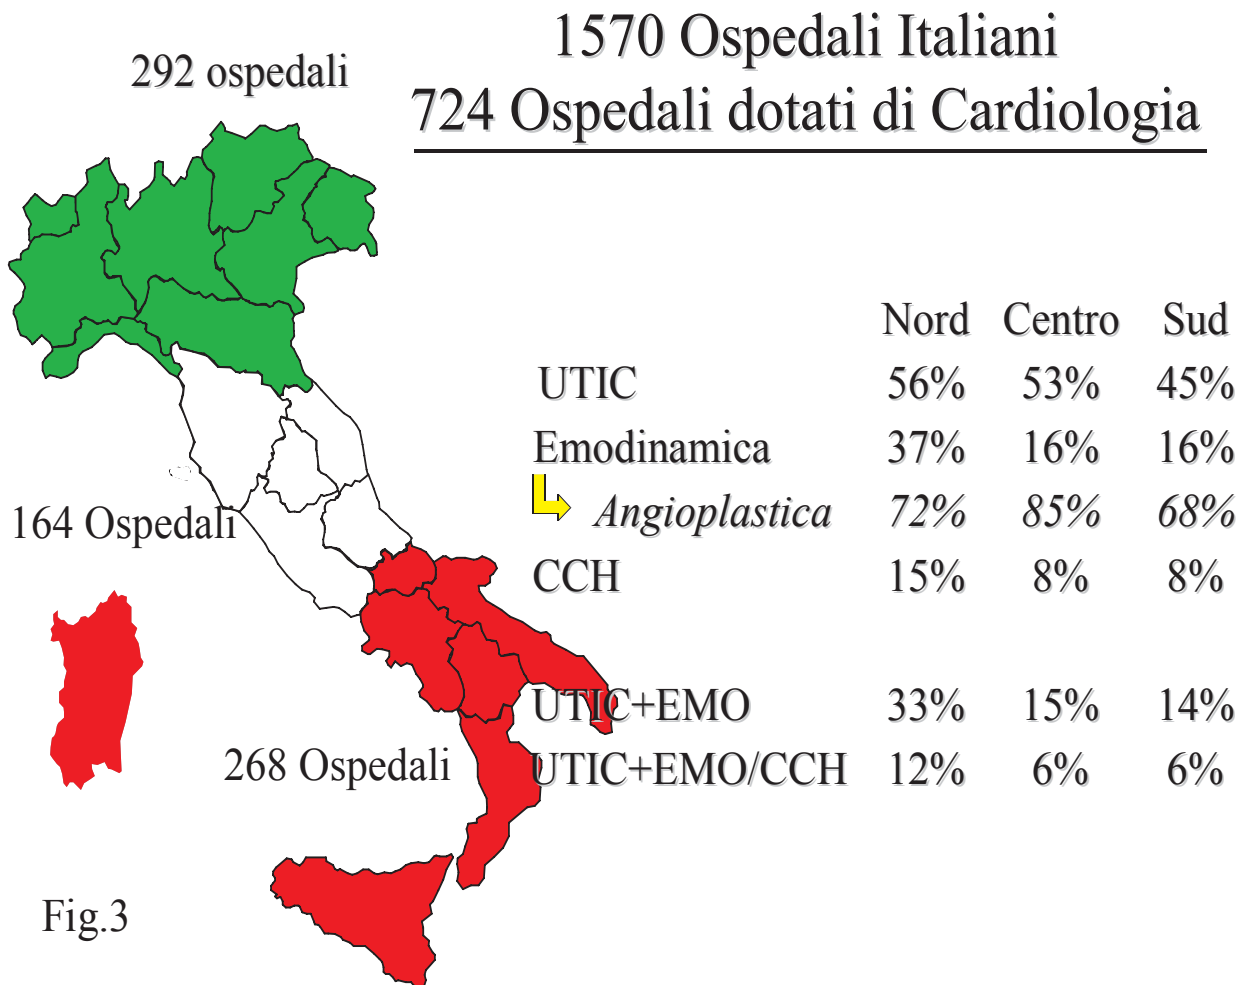 1570 Ospedali Italiani
724 Ospedali dotati di Cardiologia
292 ospedali
164 Ospedali
268 Ospedali
Nord Centro Sud
UTIC 56% 53% 45%
Emodinamica 37% 16% 16%
Angioplastica 72% 85% 68%
CCH 15% 8% 8%
UTIC+EMO 33% 15% 14%
UTIC+EMO/CCH 12% 6% 6%
Fig.3